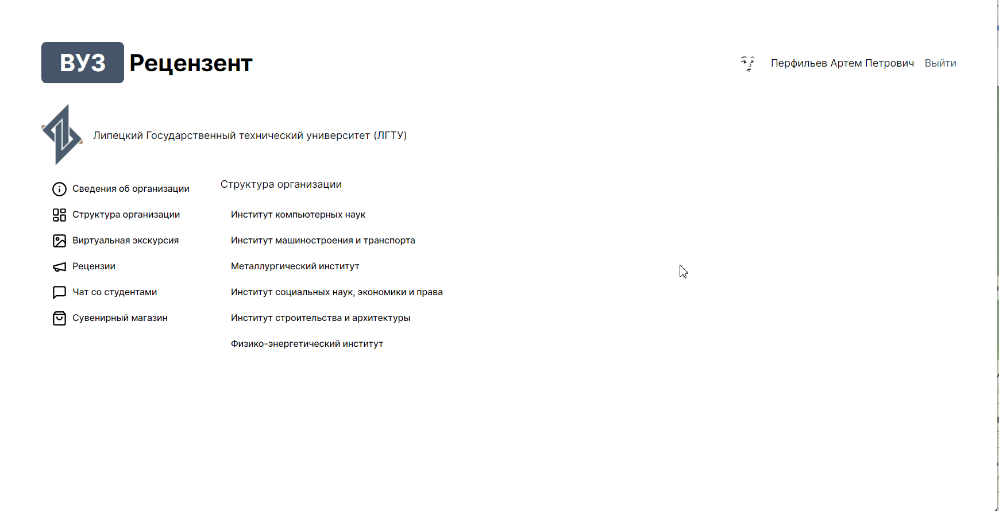 ВУЗ Рецензент
Перфильев Артем Петрович Выйти
Липецкий Государственный технический университет (ЛГТУ)
Сведения об организации
Структура организации
Виртуальная экскурсия
Рецензии
Чат со студентами
Сувенирный магазин
Структура организации
Институт компьютерных наук
Институт машиностроения и транспорта
Металлургический институт
Институт социальных наук, экономики и права
Институт строительства и архитектуры
Физико-энергетический институт